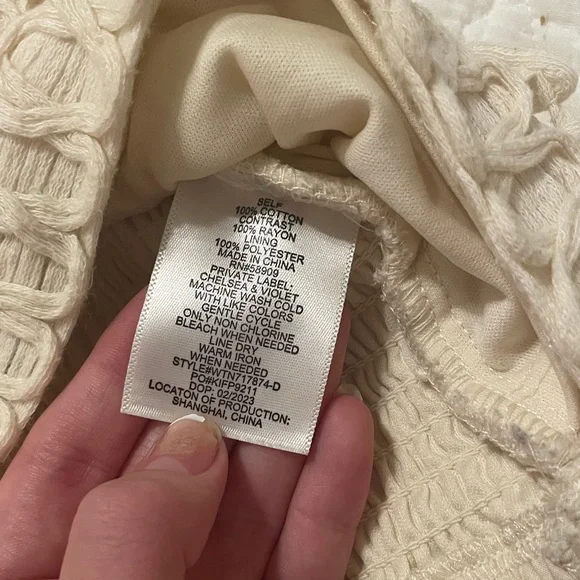 SELF
100% COTTON
CONTRAST
100% RAYON
LINING
100% POLYESTER
MADE IN CHINA
RN#58909
PRIVATE LABEL:
CHELSEA & VIOLET
MACHINE WASH COLD
WITH LIKE COLORS
GENTLE CYCLE
ONLY NON CHLORINE
BLEACH WHEN NEEDED
LINE DRY
WARM IRON
WHEN NEEDED
STYLE#WTN717874-D
PO#KIFP9211
DOP: 02/2023
LOCATON OF PRODUCTION:
SHANGHAI, CHINA